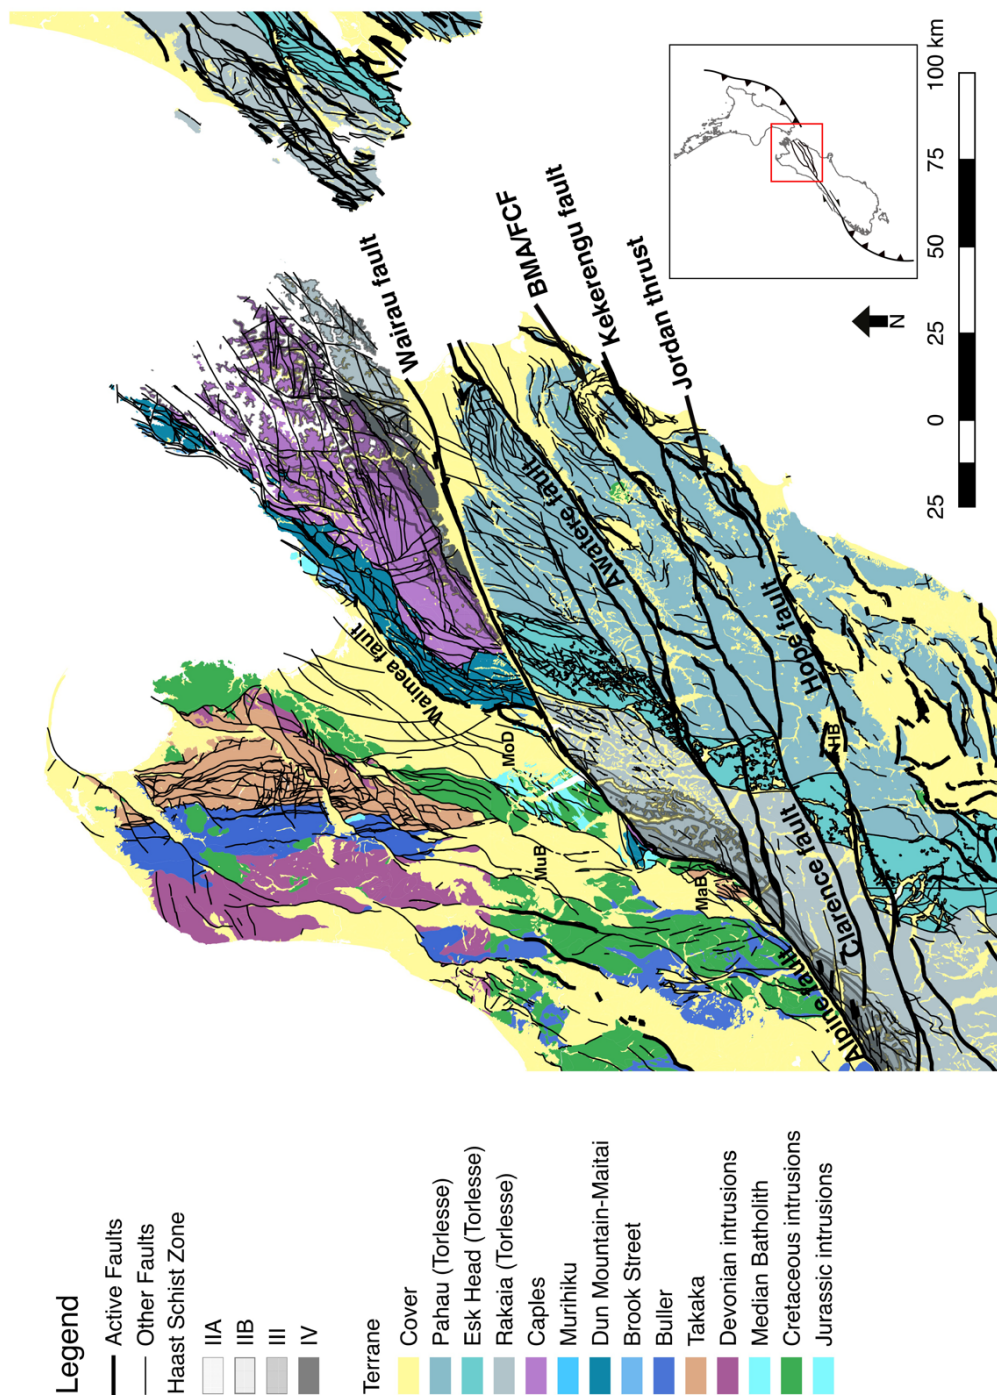 Legend
Active Faults
Other Faults
Haast Schist Zone
IIA
IIB
III
IV
Terrane
Cover
Pahau (Torlesse)
Esk Head (Torlesse)
Rakaia (Torlesse)
Caples
Murihiku
Dun Mountain-Maitai
Brook Street
Buller
Takaka
Devonian intrusions
Median Batholith
Cretaceous intrusions
Jurassic intrusions
Wairau fault
BMA/FCF
Kekerengu fault
Jordan thrust
Waimea fault
Awatere fault
Hope fault
Clarence fault
Alpine fault
MoD
MuB
MaB
HB
N
25
0
25
50
75
100 km